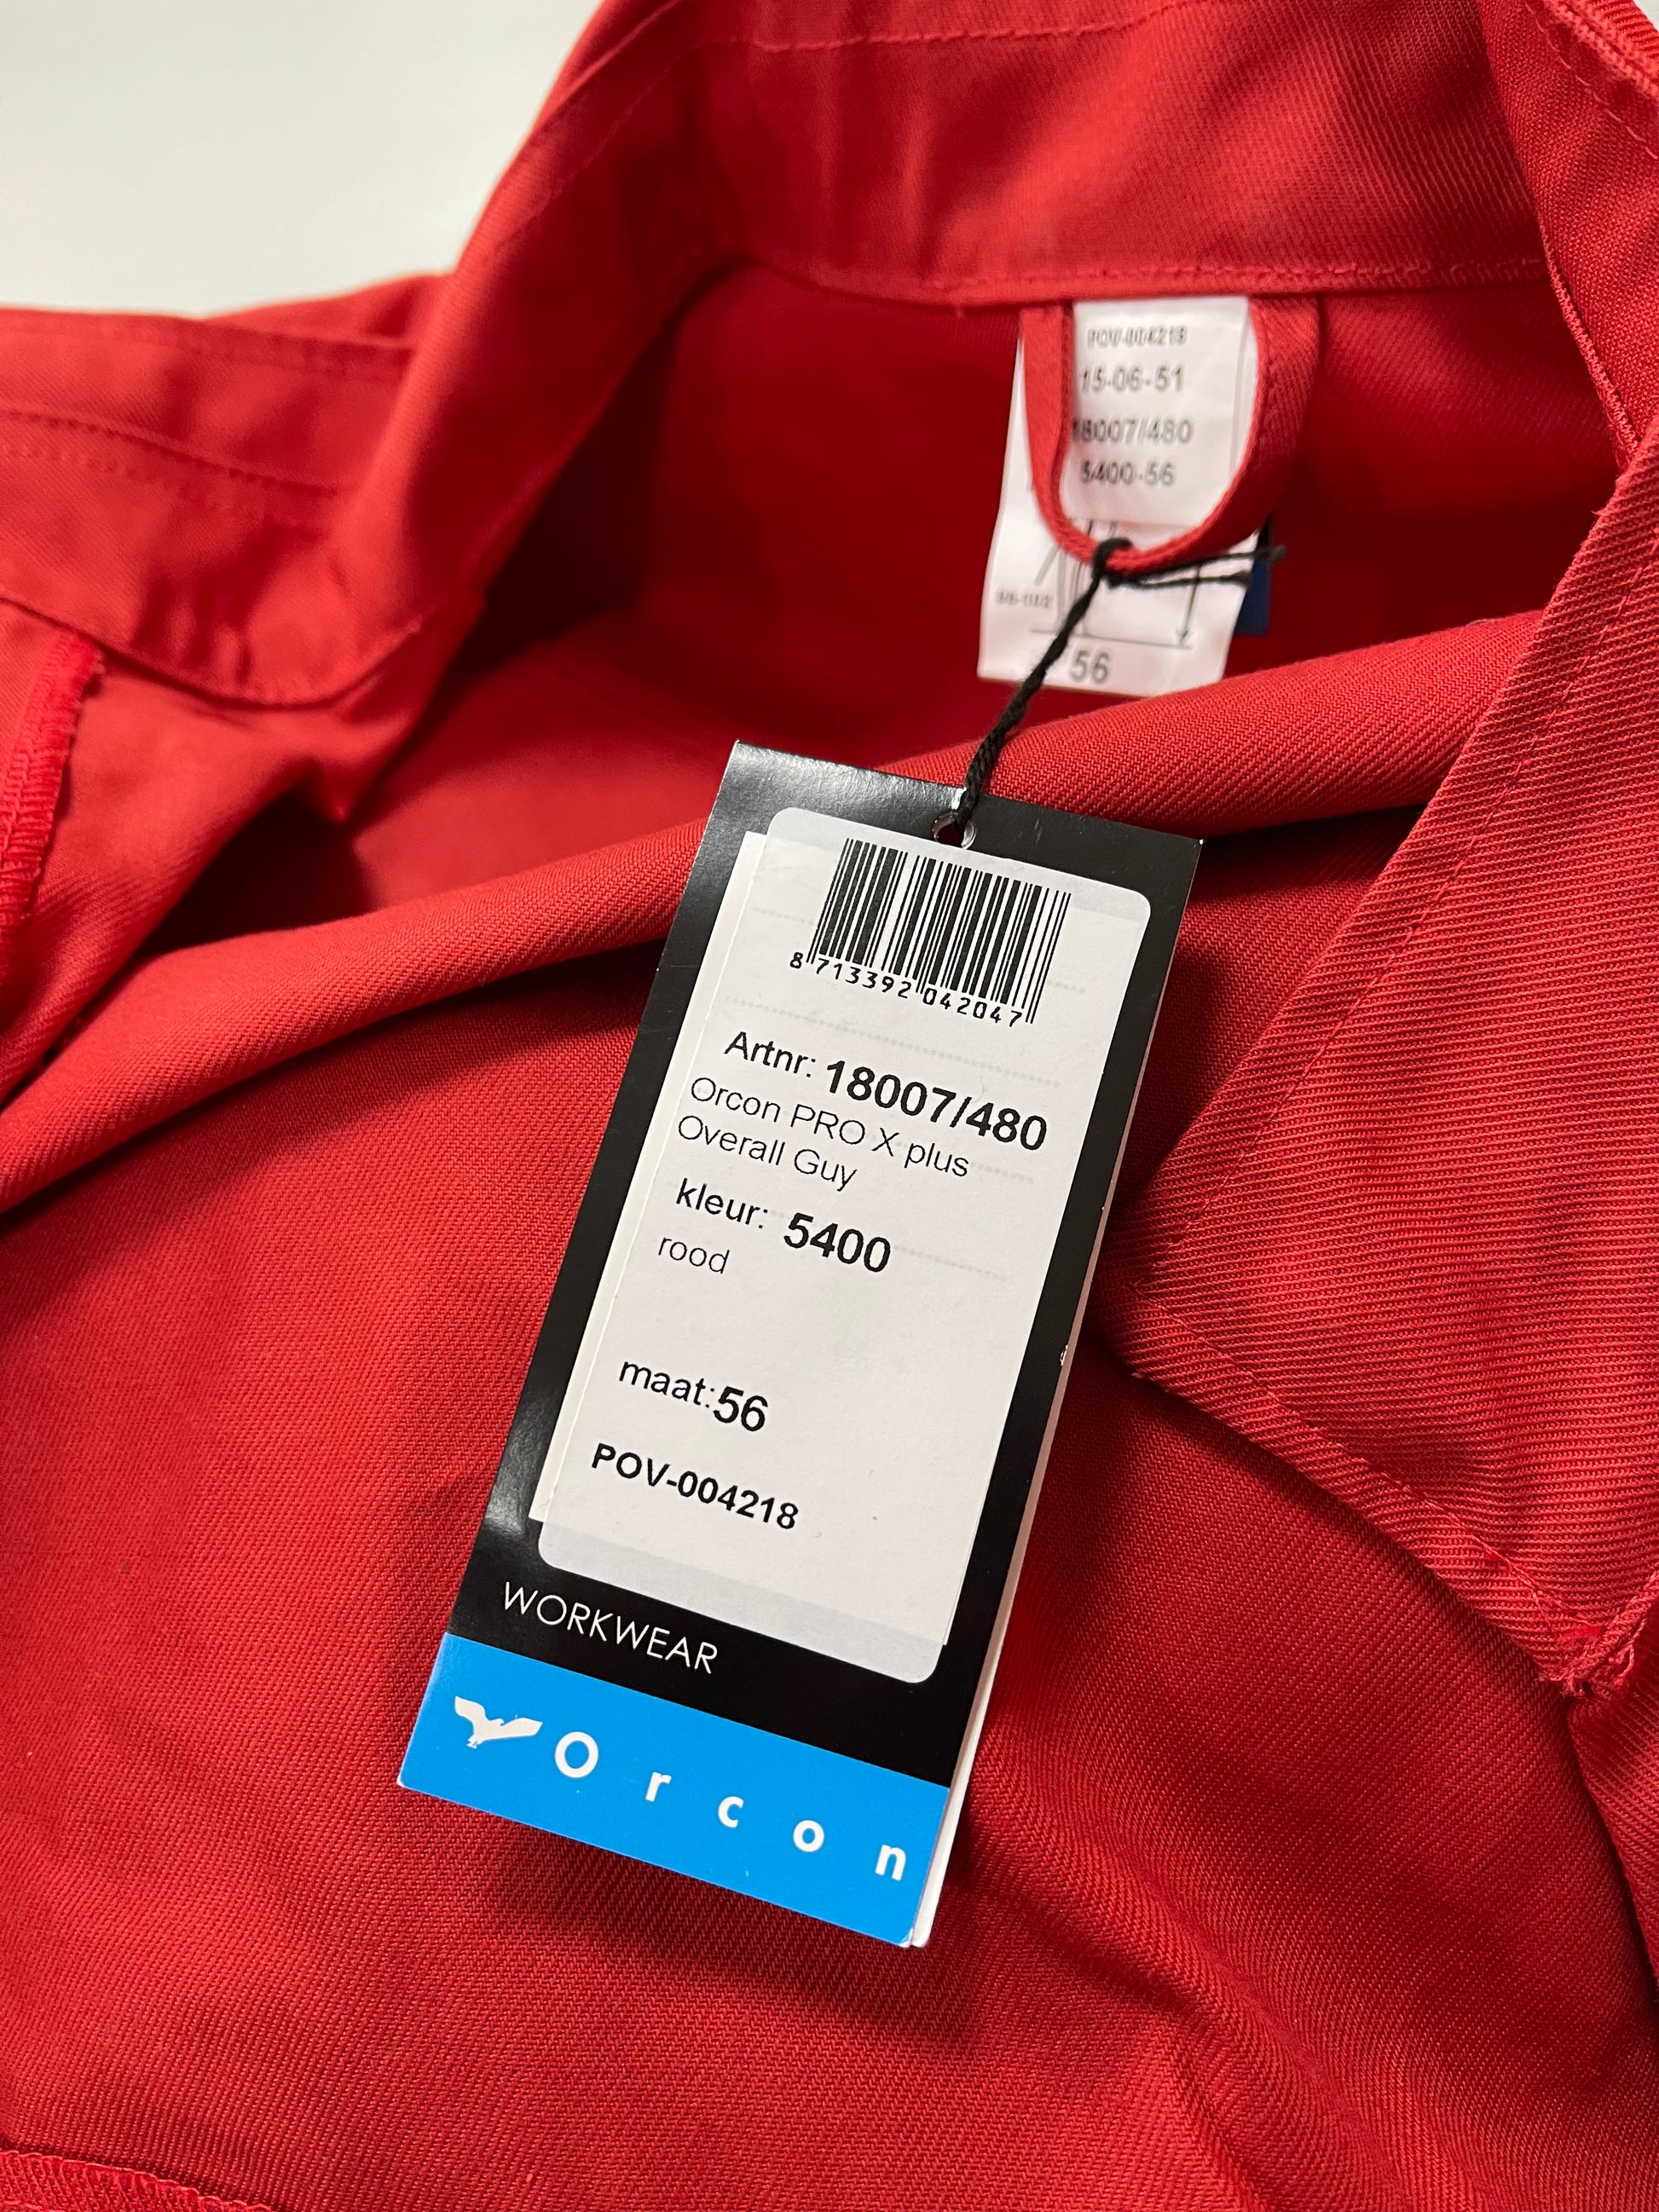 POV-004218
15-06-51
18007/480
5400-56
56
8 713392 042047
Artnr: 18007/480
Orcon PRO X plus
Overall Guy
kleur: 5400
rood
maat:56
POV-004218
WORKWEAR
Orcon